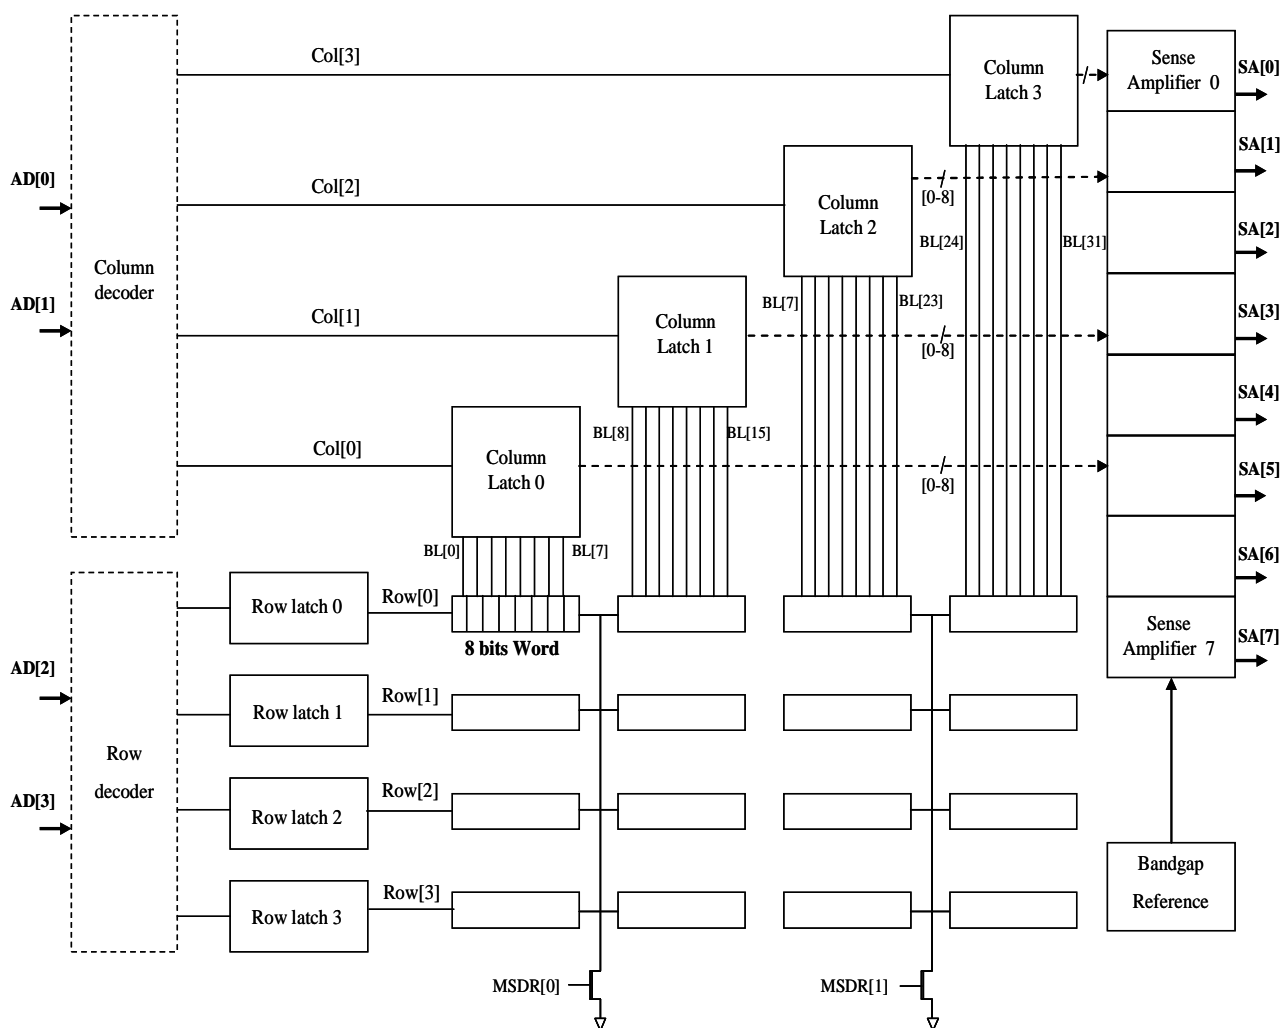 Col[3]
Column
Latch 3
Sense
Amplifier 0
SA[0]
SA[1]
AD[0]
Col[2]
Column
Latch 2
[0-8]
BL[24]
BL[31]
SA[2]
Column
decoder
AD[1]
Col[1]
Column
Latch 1
BL[7]
BL[23]
[0-8]
SA[3]
SA[4]
BL[8]
BL[15]
Col[0]
Column
Latch 0
[0-8]
SA[5]
BL[0]
BL[7]
SA[6]
Row latch 0
Row[0]
8 bits Word
Sense
Amplifier 7
SA[7]
AD[2]
Row latch 1
Row[1]
Row
decoder
AD[3]
Row latch 2
Row[2]
Row latch 3
Row[3]
Bandgap
Reference
MSDR[0]
MSDR[1]